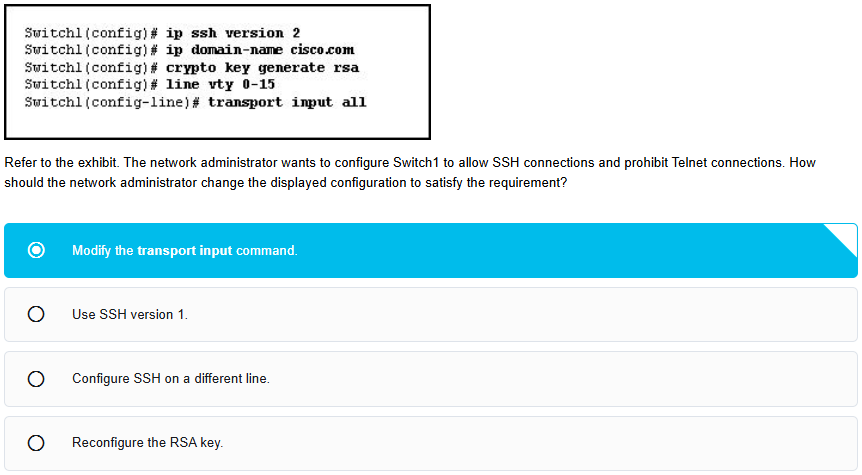 Switch1(config)# ip ssh version 2
Switch1(config)# ip domain-name cisco.com
Switch1(config)# crypto key generate rsa
Switch1(config)# line vty 0-15
Switch1(config-line)# transport input all
Refer to the exhibit. The network administrator wants to configure Switch1 to allow SSH connections and prohibit Telnet connections. How
should the network administrator change the displayed configuration to satisfy the requirement?
Modify the transport input command.
Use SSH version 1.
Configure SSH on a different line.
Reconfigure the RSA key.